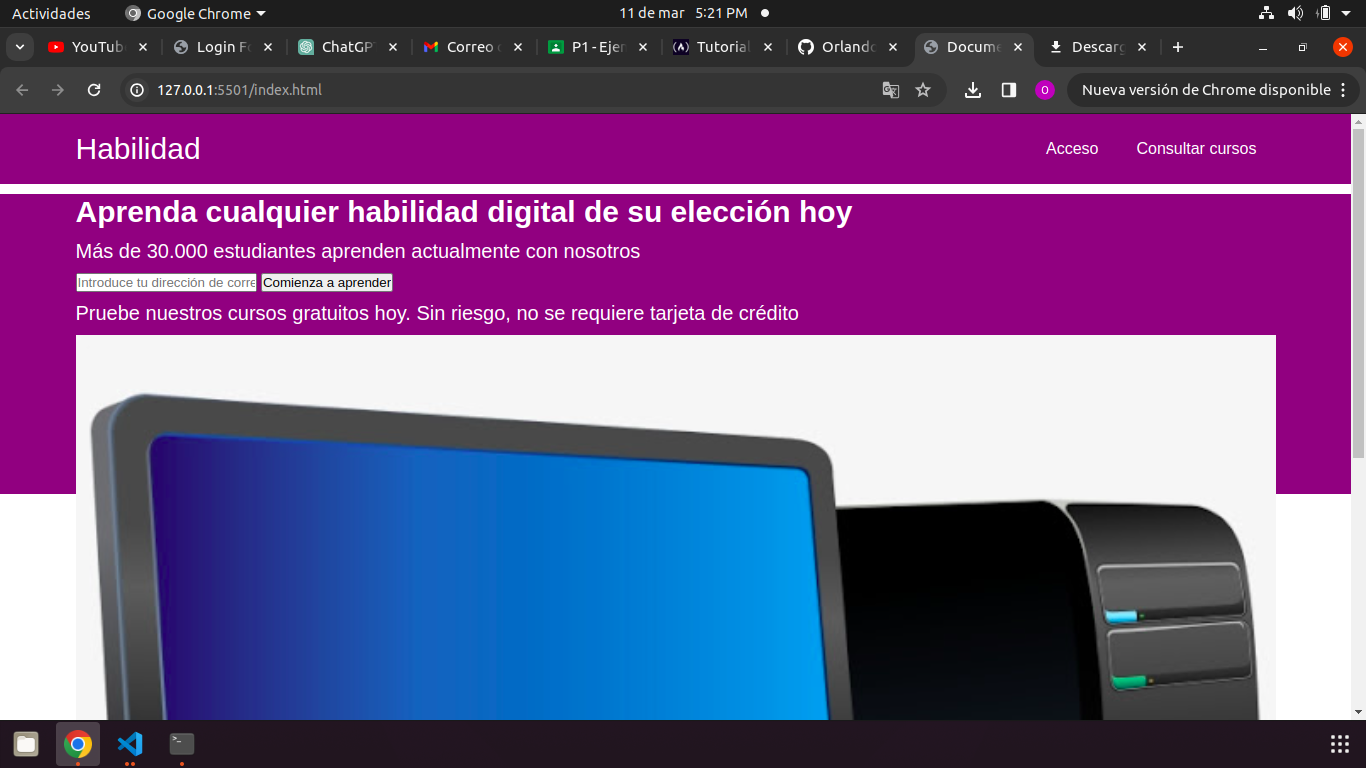 Actividades Google Chrome 11 de mar 5:21 PM
YouTub Login Fo ChatGP Correo P1 - Ejer Tutorial Orlando Docume Descarg
127.0.0.1:5501/index.html O Nueva versión de Chrome disponible
Habilidad Acceso Consultar cursos
Aprenda cualquier habilidad digital de su elección hoy
Más de 30.000 estudiantes aprenden actualmente con nosotros
Introduce tu dirección de corre Comienza a aprender
Pruebe nuestros cursos gratuitos hoy. Sin riesgo, no se requiere tarjeta de crédito